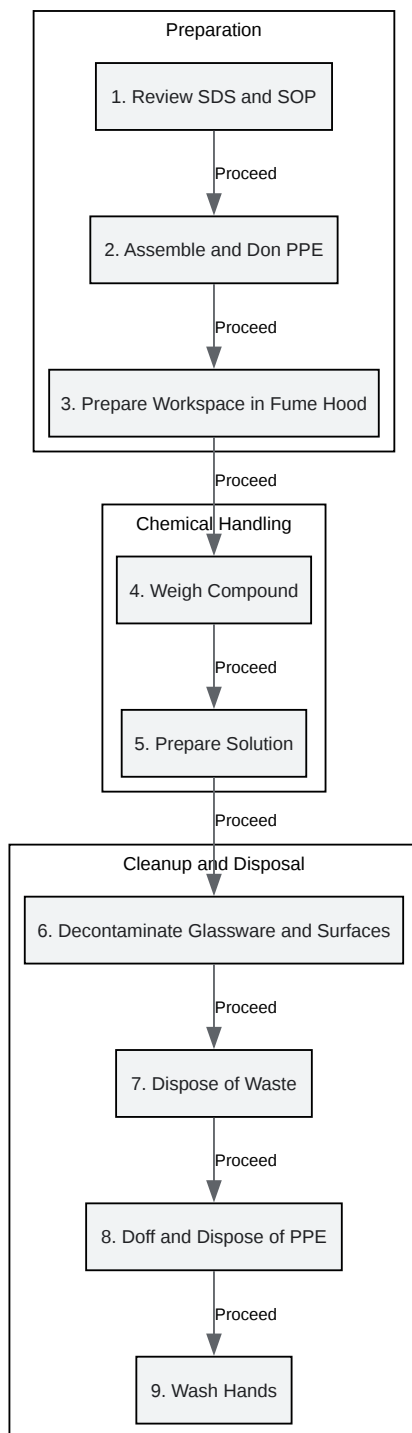 Preparation
1. Review SDS and SOP
Proceed
2. Assemble and Don PPE
Proceed
3. Prepare Workspace in Fume Hood
Proceed
Chemical Handling
4. Weigh Compound
Proceed
5. Prepare Solution
Proceed
Cleanup and Disposal
6. Decontaminate Glassware and Surfaces
Proceed
7. Dispose of Waste
Proceed
8. Doff and Dispose of PPE
Proceed
9. Wash Hands